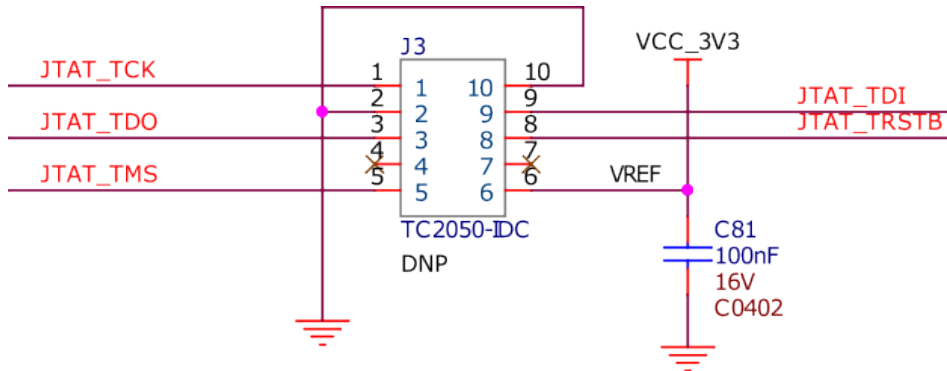 J3
VCC_3V3
JTAT_TCK
1
1
10
10
2
2
9
9
JTAT_TDI
JTAT_TDO
3
3
8
8
JTAT_TRSTB
4
4
7
7
JTAT_TMS
5
5
6
6
VREF
TC2050-IDC
DNP
C81
100nF
16V
C0402